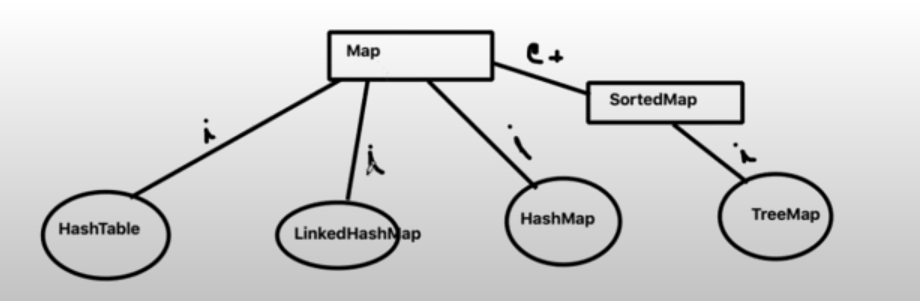 Map
e+
SortedMap
i
i
i
i
HashTable
LinkedHashMap
HashMap
TreeMap